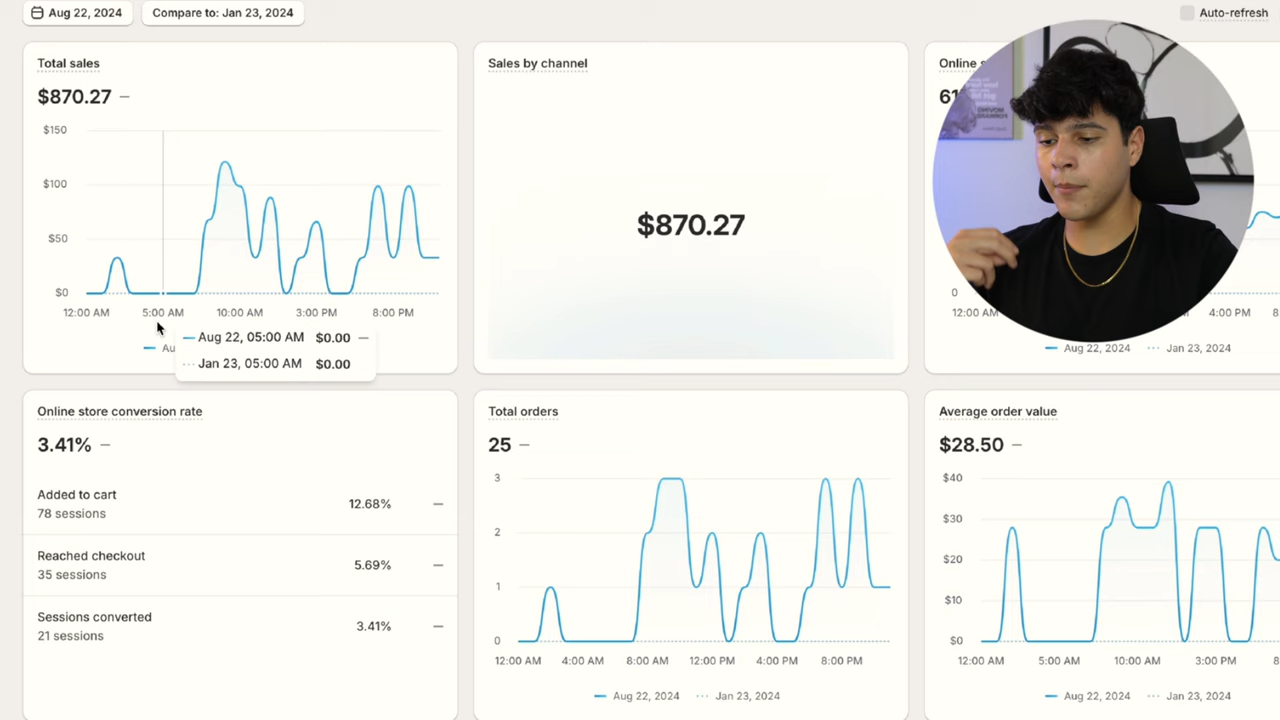 Aug 22, 2024
Compare to: Jan 23, 2024
Auto-refresh
Total sales
$870.27 —
$150
$100
$50
$0
12:00 AM 5:00 AM 10:00 AM 3:00 PM 8:00 PM
Au
Aug 22, 05:00 AM $0.00 —
Jan 23, 05:00 AM $0.00
Sales by channel
$870.27
Online
61
0
12:00 AM 4:00 PM 8
Aug 22, 2024 Jan 23, 2024
Online store conversion rate
3.41% —
Added to cart
78 sessions
12.68% —
Reached checkout
35 sessions
5.69% —
Sessions converted
21 sessions
3.41% —
Total orders
25 —
3
2
1
0
12:00 AM 4:00 AM 8:00 AM 12:00 PM 4:00 PM 8:00 PM
Aug 22, 2024 Jan 23, 2024
Average order value
$28.50 —
$40
$30
$20
$10
$0
12:00 AM 5:00 AM 10:00 AM 3:00 PM 8
Aug 22, 2024 Jan 23, 2024